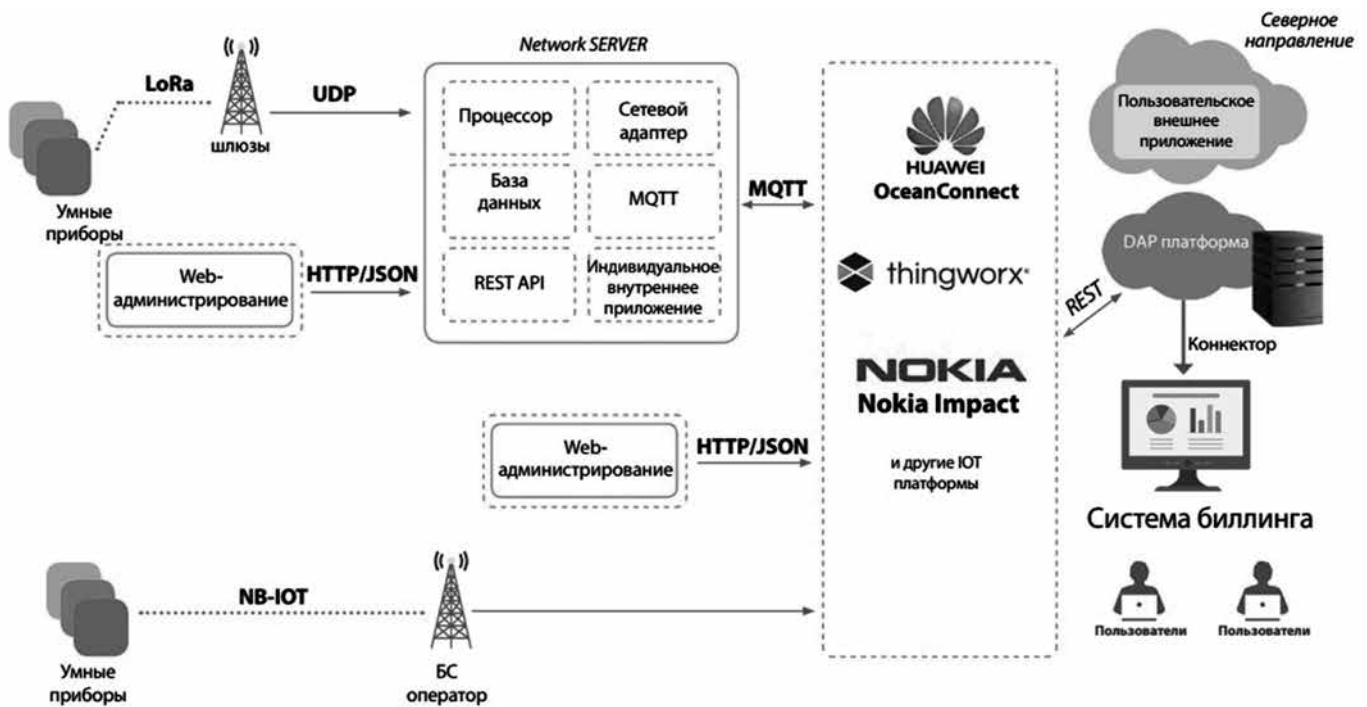 Network SERVER
Северное
направление
LoRa
UDP
шлюзы
Умные
приборы
Процессор
Сетевой
адаптер
База
данных
MQTT
REST API
Индивидуальное
внутреннее
приложение
Web-
администрирование
HTTP/JSON
MQTT
HUAWEI
OceanConnect
thingworx®
NOKIA
Nokia Impact
и другие IOT
платформы
Пользовательское
внешнее
приложение
DAP платформа
REST
Коннектор
Web-
администрирование
HTTP/JSON
Система биллинга
Пользователи
Пользователи
NB-IOT
Умные
приборы
БС
оператор